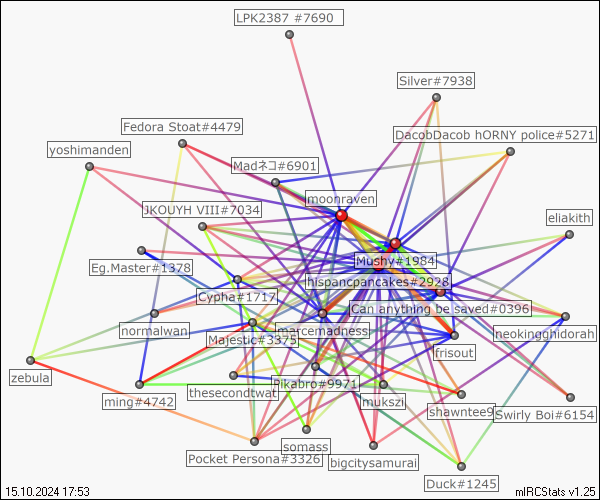 LPK2387 #7690
Silver#7938
Fedora Stoat#4479
DacobDacob hORNY police#5271
yoshimanden
Madネコ#6901
moonraven
JKOUYH VIII#7034
eliakith
Mushy#1984
Eg.Master#1378
hispancpancakes#2928
Cypha#1717
Can anything be saved#0396
normalwan
marcemadness
neokingghidorah
Majestic#3375
frisout
zebula
Pikabro#9971
thesecondtwat
ming#4742
mukszi
shawntee9
Swirly Boi#6154
somass
Pocket Persona#3326
bigcitysamurai
Duck#1245
15.10.2024 17:53
mIRCStats v1.25